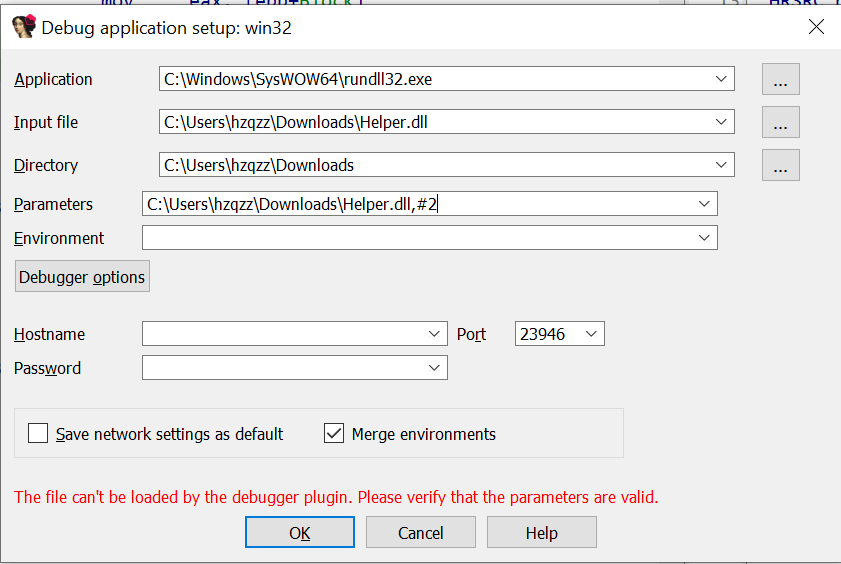 Debug application setup: win32
Application C:\Windows\SysWOW64\rundll32.exe ...
Input file C:\Users\hzqzz\Downloads\Helper.dll ...
Directory C:\Users\hzqzz\Downloads ...
Parameters C:\Users\hzqzz\Downloads\Helper.dll,#2
Environment
Debugger options
Hostname Port 23946
Password
Save network settings as default Merge environments
The file can't be loaded by the debugger plugin. Please verify that the parameters are valid.
OK Cancel Help